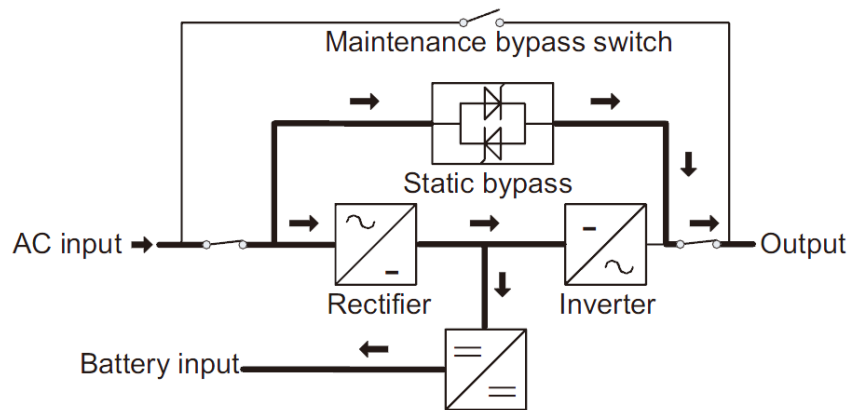 Maintenance bypass switch
Static bypass
AC input
Output
Rectifier
Inverter
Battery input